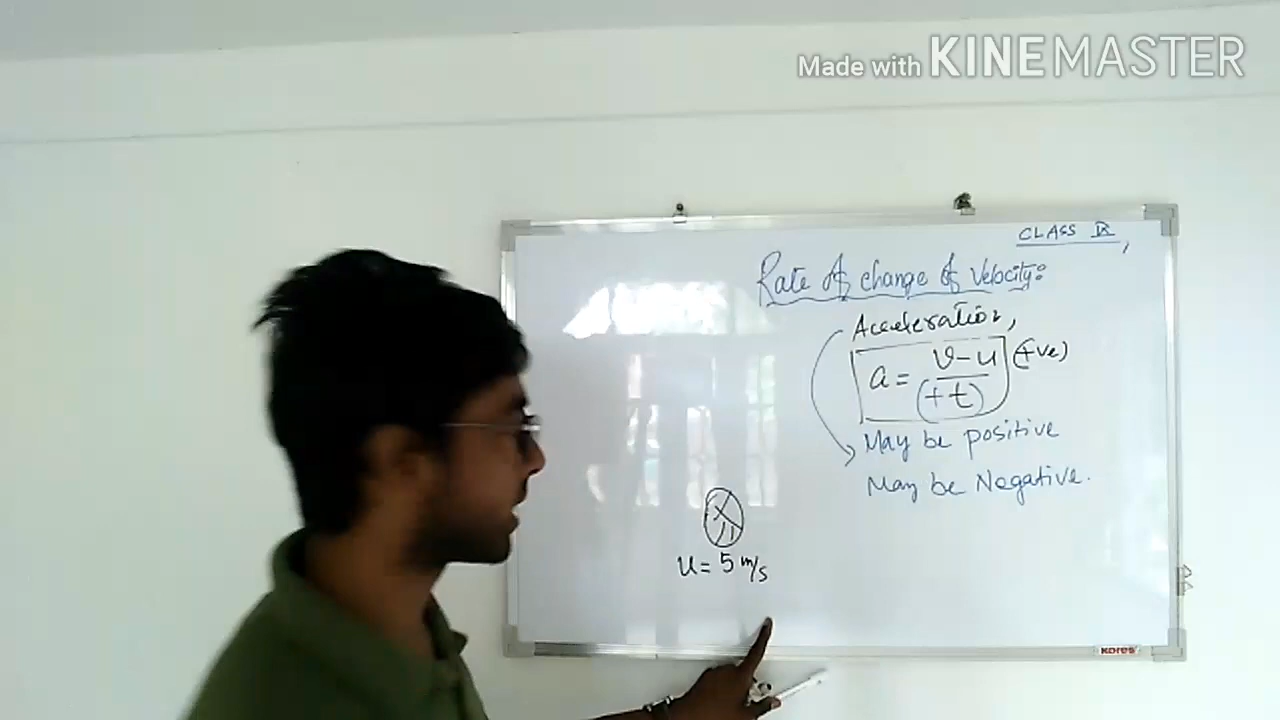 Made with KINEMASTER
CLASS IX,
Rate Of change Of Velocity:
Acceleration,
a = v-u/(+t) (+ve)
May be positive
May be Negative.
u = 5 m/s
kores